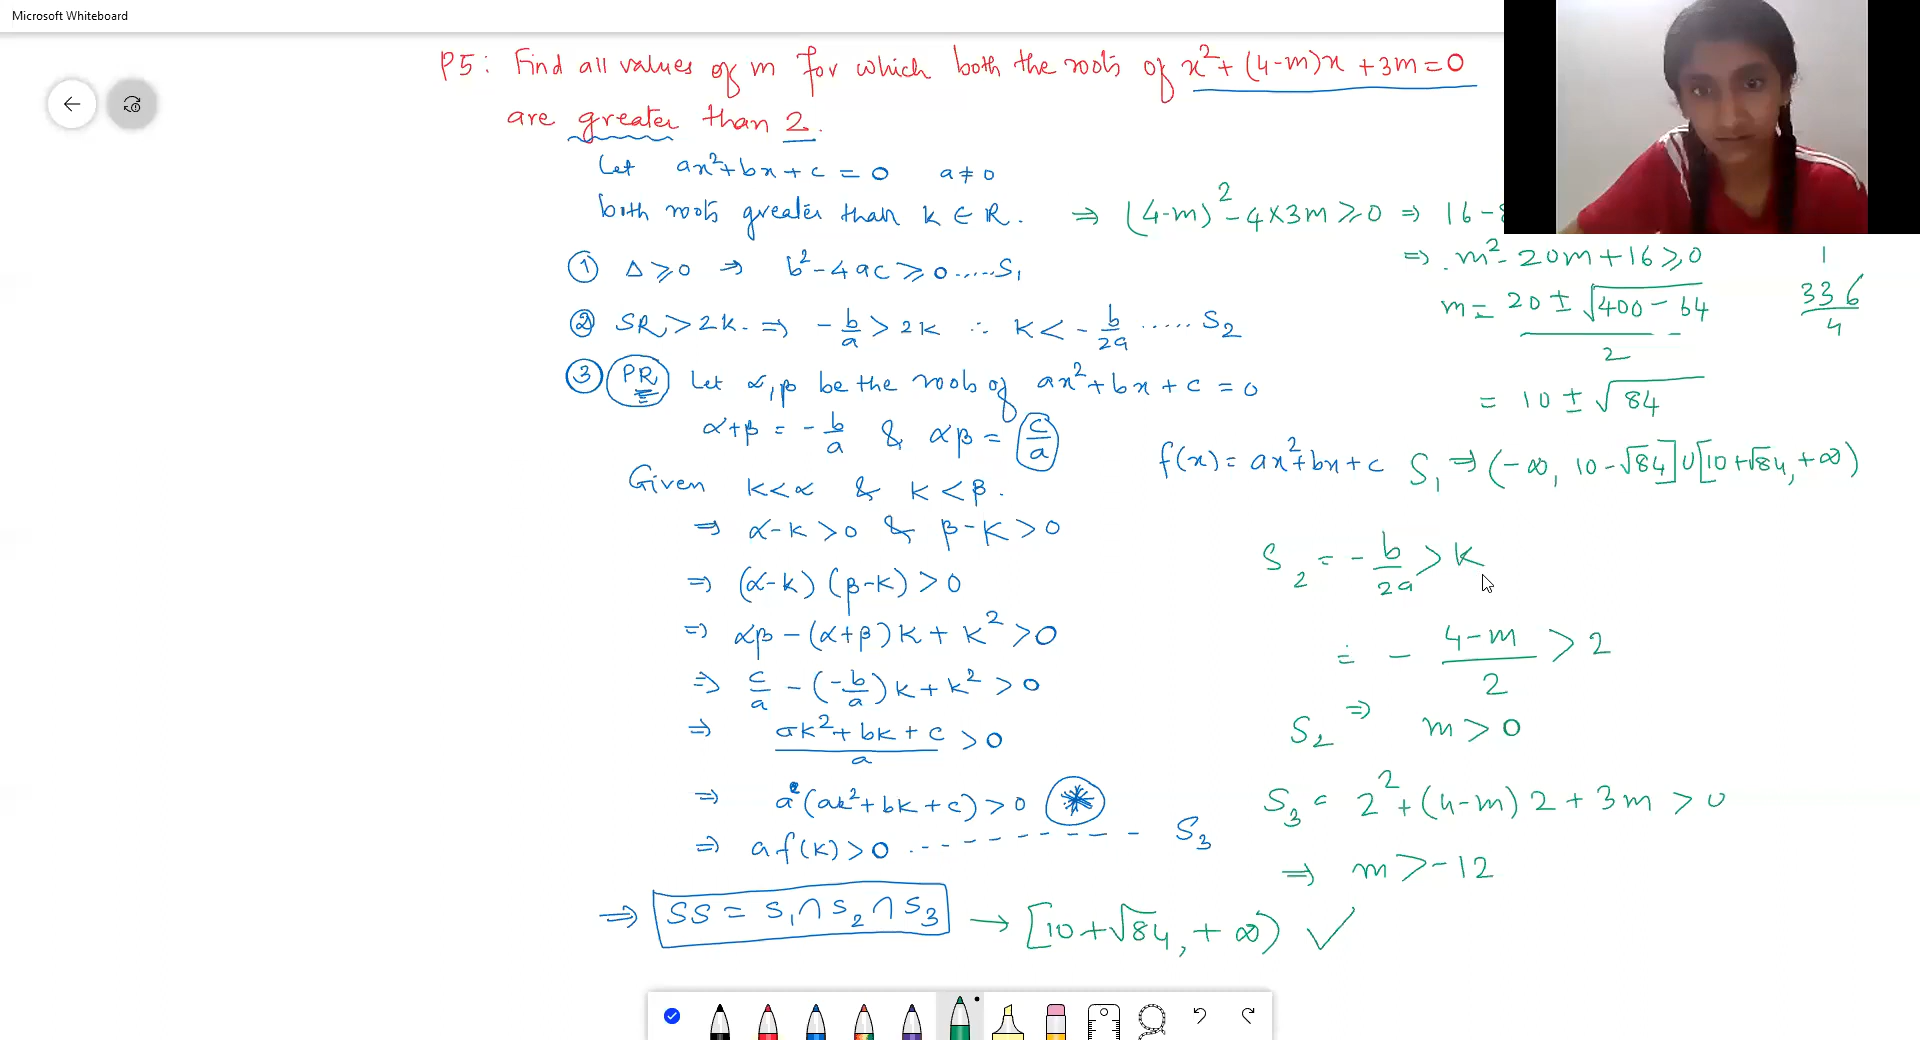 Microsoft Whiteboard
P5: Find all values of m for which both the roots of x²+(4-m)x+3m=0
are greater than 2.
Let ax²+bx+c=0 a≠0
both roots greater than k∈R.
① Δ⩾0 ⇒ b²-4ac⩾0.....S₁
② SR>2k. ⇒ -b/a>2k ∴ k<-b/2a ..... S₂
③ PR Let α,β be the roots of ax²+bx+c=0
α+β=-b/a & αβ=c/a
Given k<α & k<β.
⇒ α-k>0 & β-k>0
⇒ (α-k)(β-k)>0
⇒ αβ-(α+β)k+k²>0
⇒ c/a-(-b/a)k+k²>0
⇒ (ak²+bk+c)/a>0
⇒ a(ak²+bk+c)>0 *
⇒ af(k)>0 ........ S₃
⇒ SS=S₁∩S₂∩S₃ → [10+√84,+∞) ✓
f(x)=ax²+bx+c
⇒ (4-m)²-4×3m⩾0 ⇒ 16-
⇒ m²-20m+16⩾0
m=(20±√(400-64))/2
1
336
4
= 10±√84
S₁⇒(-∞,10-√84]∪[10+√84,+∞)
S₂=-b/2a>k
= -(4-m)/2>2
S₂ ⇒ m>0
S₃= 2²+(4-m)2+3m>0
⇒ m>-12